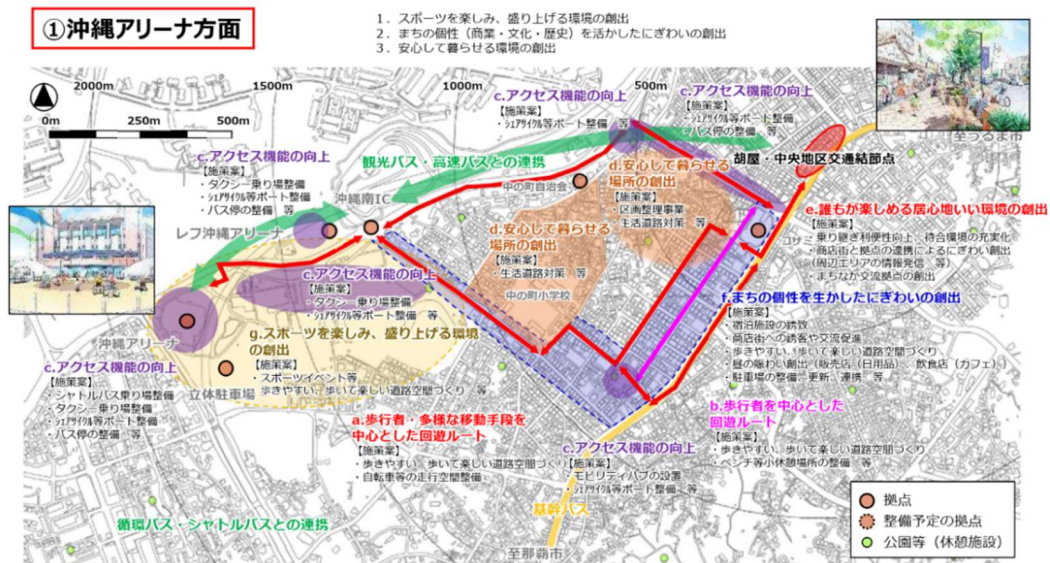 ①沖縄アリーナ方面
1．スポーツを楽しみ、盛り上げる環境の創出
2．まちの個性（商業・文化・歴史）を活かしたにぎわいの創出
3．安心して暮らせる環境の創出
2000m
1500m
1000m
500m
0m
250m
500m
c.アクセス機能の向上
【施策案】
・シェアサイクル等ポート整備　等
c.アクセス機能の向上
【施策案】
・シェアサイクル等ポート整備
・バス停の整備　等
至うるま市
胡屋・中央地区交通結節点
c.アクセス機能の向上
【施策案】
・タクシー乗り場整備
・シェアサイクル等ポート整備
・バス停の整備　等
観光バス・高速バスとの連携
沖縄南IC
中の町自治会
d.安心して暮らせる
場所の創出
【施策案】
・区画整理事業
・生活道路対策　等
レフ沖縄アリーナ
d.安心して暮らせる
場所の創出
【施策案】
・生活道路対策　等
中の町小学校
e.誰もが楽しめる居心地いい環境の創出
【施策案】
・乗り継ぎ利便性向上、待合環境の充実化
・商店街と拠点の連携によるにぎわい創出
（周辺エリアの情報発信　等）
・まちなか交流拠点の創出
コザ
c.アクセス機能の向上
【施策案】
・タクシー乗り場整備
・シェアサイクル等ポート整備　等
f.まちの個性を生かしたにぎわいの創出
【施策案】
・宿泊施設の誘致
・商店街への誘客や交流促進
・歩きやすい、歩いて楽しい道路空間づくり
・昼の賑わい創出（販売店（日用品）、飲食店（カフェ））
・駐車場の整備、更新、連携　等
沖縄アリーナ
g.スポーツを楽しみ、盛り上げる環境
の創出
【施策案】
・スポーツイベント等
・歩きやすい、歩いて楽しい道路空間づくり　等
立体駐車場
c.アクセス機能の向上
【施策案】
・シャトルバス乗り場整備
・タクシー乗り場整備
・シェアサイクル等ポート整備
・バス停の整備　等
a.歩行者・多様な移動手段を
中心とした回遊ルート
【施策案】
・歩きやすい、歩いて楽しい道路空間づくり
・自転車等の走行空間整備　等
c.アクセス機能の向上
【施策案】
・モビリティハブの設置
・シェアサイクル等ポート整備　等
b.歩行者を中心とした
回遊ルート
【施策案】
・歩きやすい、歩いて楽しい道路空間づくり
・ベンチ等小休憩場所の整備　等
循環バス・シャトルバスとの連携
基幹バス
至那覇市
拠点
整備予定の拠点
公園等（休憩施設）